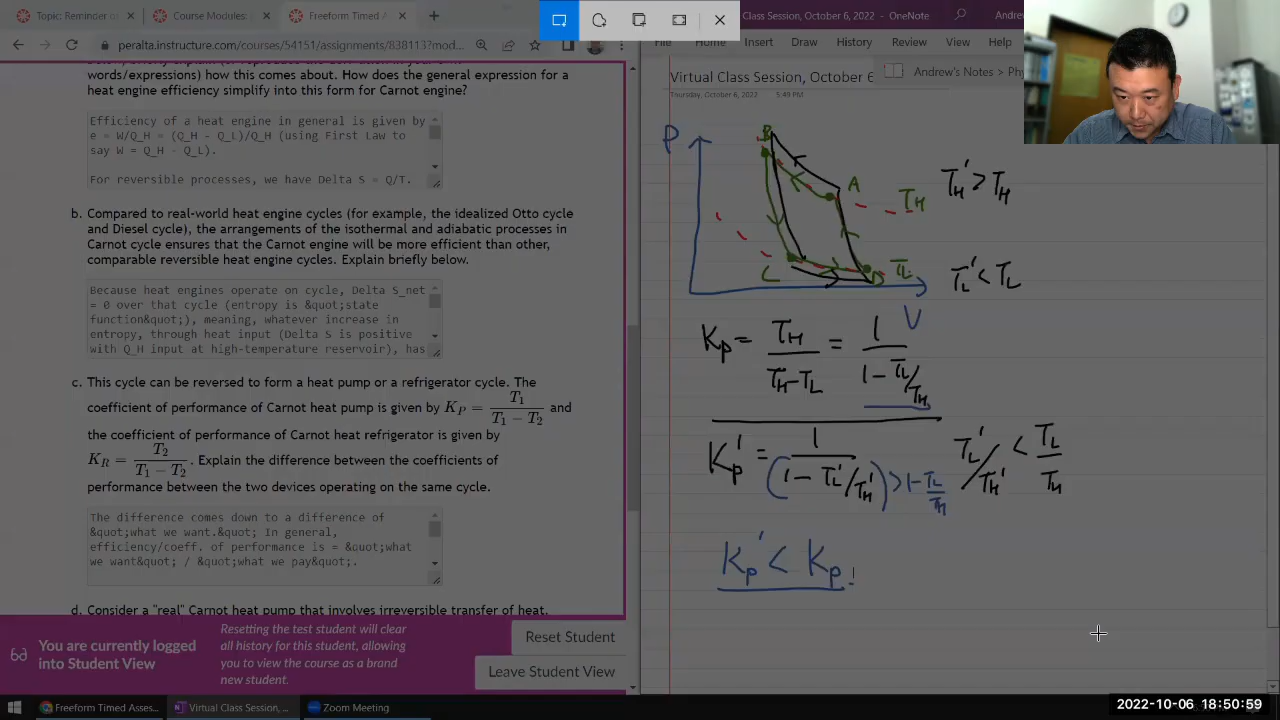 Topic: Reminder o
Course Modules:
Freeform Timed A
Class Session, October 6, 2022 - OneNote
Andre
peralta.instructure.com/courses/54151/assignments/838113?mod...
File
Home
Insert
Draw
History
Review
View
Help
Virtual Class Session, October 6
Andrew's Notes > Phy
Thursday, October 6, 2022
5:49 PM
words/expressions) how this comes about. How does the general expression for a
heat engine efficiency simplify into this form for Carnot engine?
Efficiency of a heat engine in general is given by
e = W/Q_H = (Q_H - Q_L)/Q_H (using First Law to
say W = Q_H - Q_L).
For reversible processes, we have Delta S = Q/T.
b. Compared to real-world heat engine cycles (for example, the idealized Otto cycle
and Diesel cycle), the arrangements of the isothermal and adiabatic processes in
Carnot cycle ensures that the Carnot engine will be more efficient than other,
comparable reversible heat engine cycles. Explain briefly below.
Because heat engines operate on cycle, Delta S_net
= 0 over that cycle (entropy is &quot;state
function&quot;), meaning, whatever increase in
entropy, through heat input (Delta S is positive
with Q_H input at high-temperature reservoir), has
c. This cycle can be reversed to form a heat pump or a refrigerator cycle. The
coefficient of performance of Carnot heat pump is given by K_P = T_1/(T_1 − T_2) and
the coefficient of performance of Carnot heat refrigerator is given by
K_R = T_2/(T_1 − T_2). Explain the difference between the coefficients of
performance between the two devices operating on the same cycle.
The difference comes down to a difference of
&quot;what we want.&quot; In general,
efficiency/coeff. of performance is = &quot;what
we want&quot; / &quot;what we pay&quot;.
d. Consider a "real" Carnot heat pump that involves irreversible transfer of heat.
You are currently logged
into Student View
Resetting the test student will clear
all history for this student, allowing
you to view the course as a brand
new student.
Reset Student
Leave Student View
P
B
A
T_H
C
D
T_L
V
T_H' > T_H
T_L' < T_L
K_p = T_H/(T_H - T_L) = 1/(1 - T_L/T_H)
K_p' = 1/(1 - T_L'/T_H') > 1 - T_L/T_H
T_L'/T_H' < T_L/T_H
K_p' < K_p!
Freeform Timed Asses...
Virtual Class Session,...
Zoom Meeting
2022-10-06 18:50:59